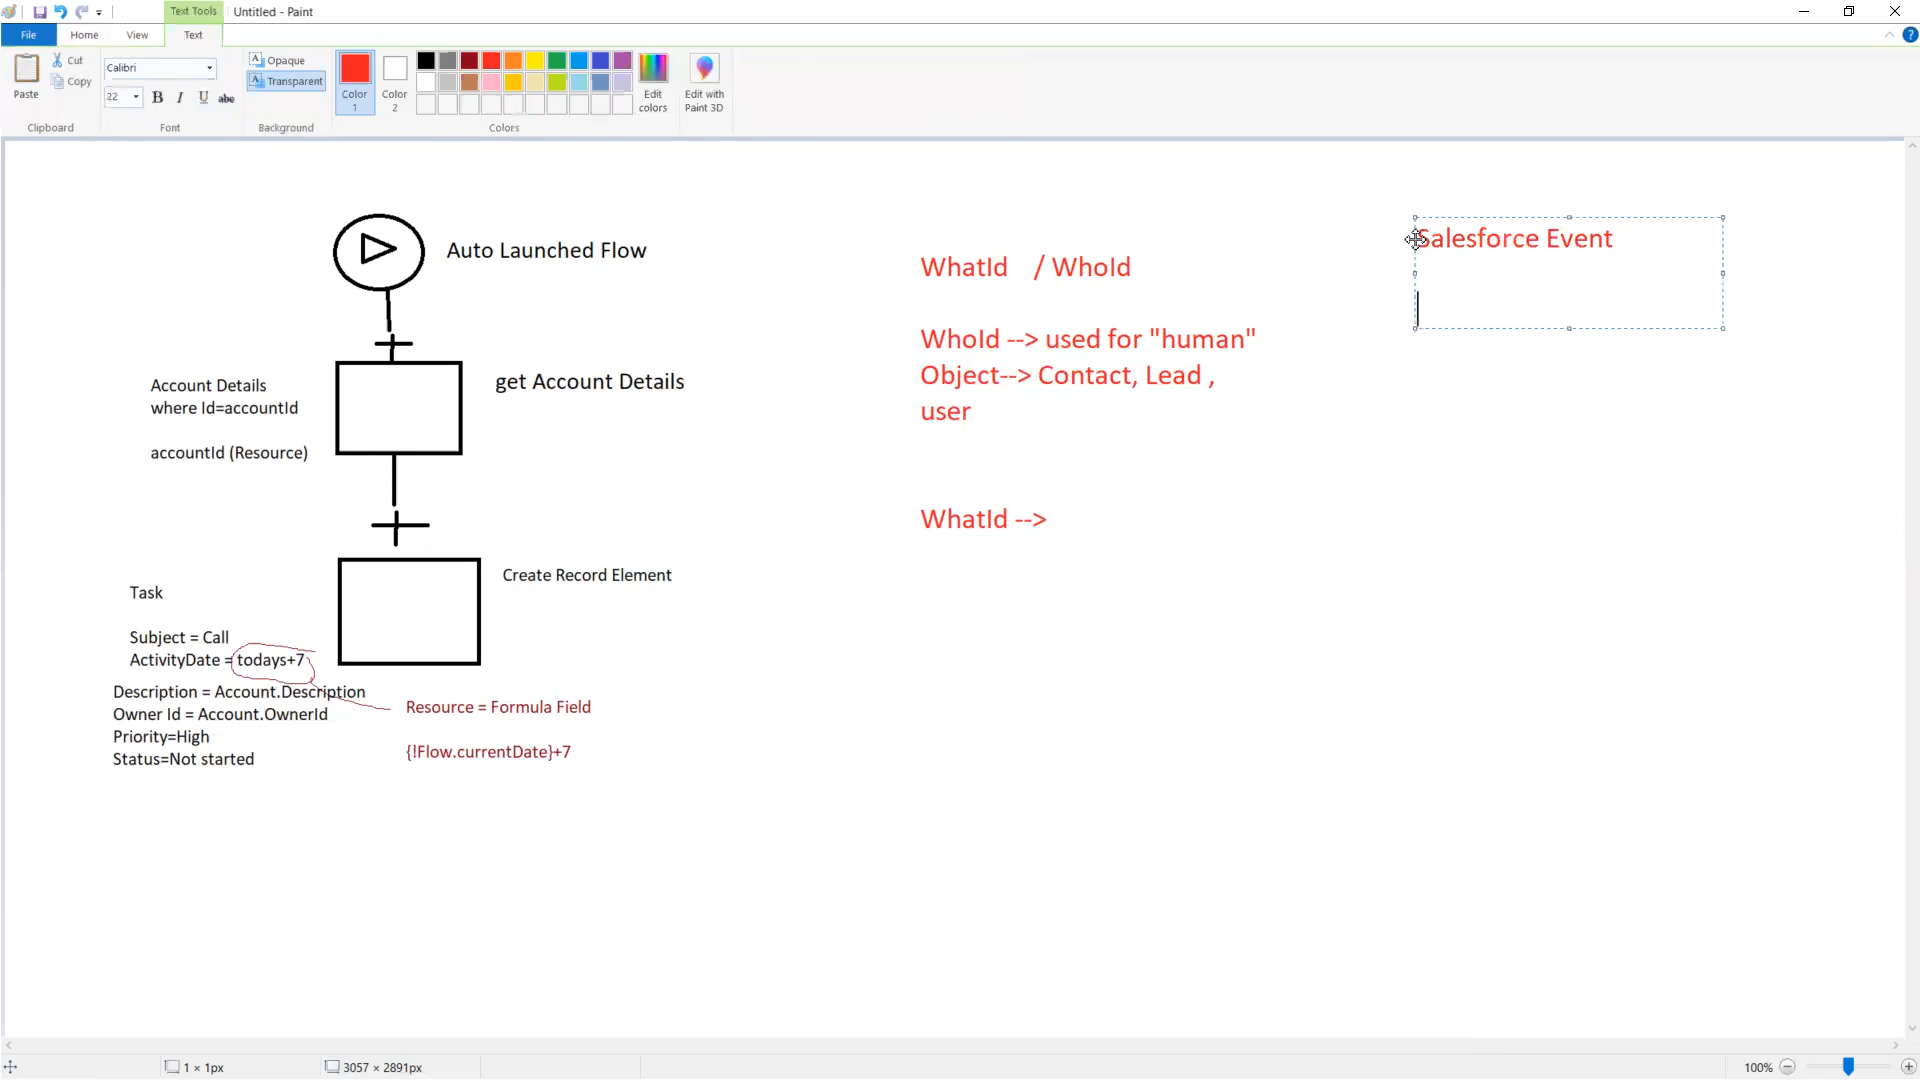 Text Tools
Untitled - Paint
File
Home
View
Text
Paste
Cut
Copy
Clipboard
Calibri
22
B
I
U
abc
Font
Opaque
Transparent
Background
Color
1
Color
2
Colors
Edit
colors
Edit with
Paint 3D
Auto Launched Flow
Account Details
where Id=accountId
accountId (Resource)
get Account Details
Create Record Element
Task
Subject = Call
ActivityDate = todays+7
Description = Account.Description
Owner Id = Account.OwnerId
Priority=High
Status=Not started
Resource = Formula Field
{!Flow.currentDate}+7
WhatId / WhoId
WhoId --> used for "human"
Object--> Contact, Lead ,
user
WhatId -->
Salesforce Event
1 × 1px
3057 × 2891px
100%